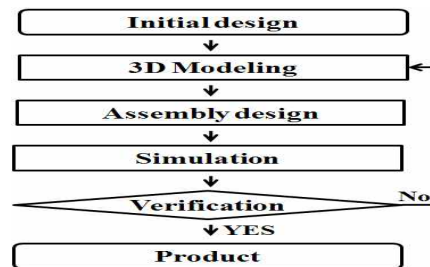 Initial design
3D Modeling
Assembly design
Simulation
Verification
No
YES
Product